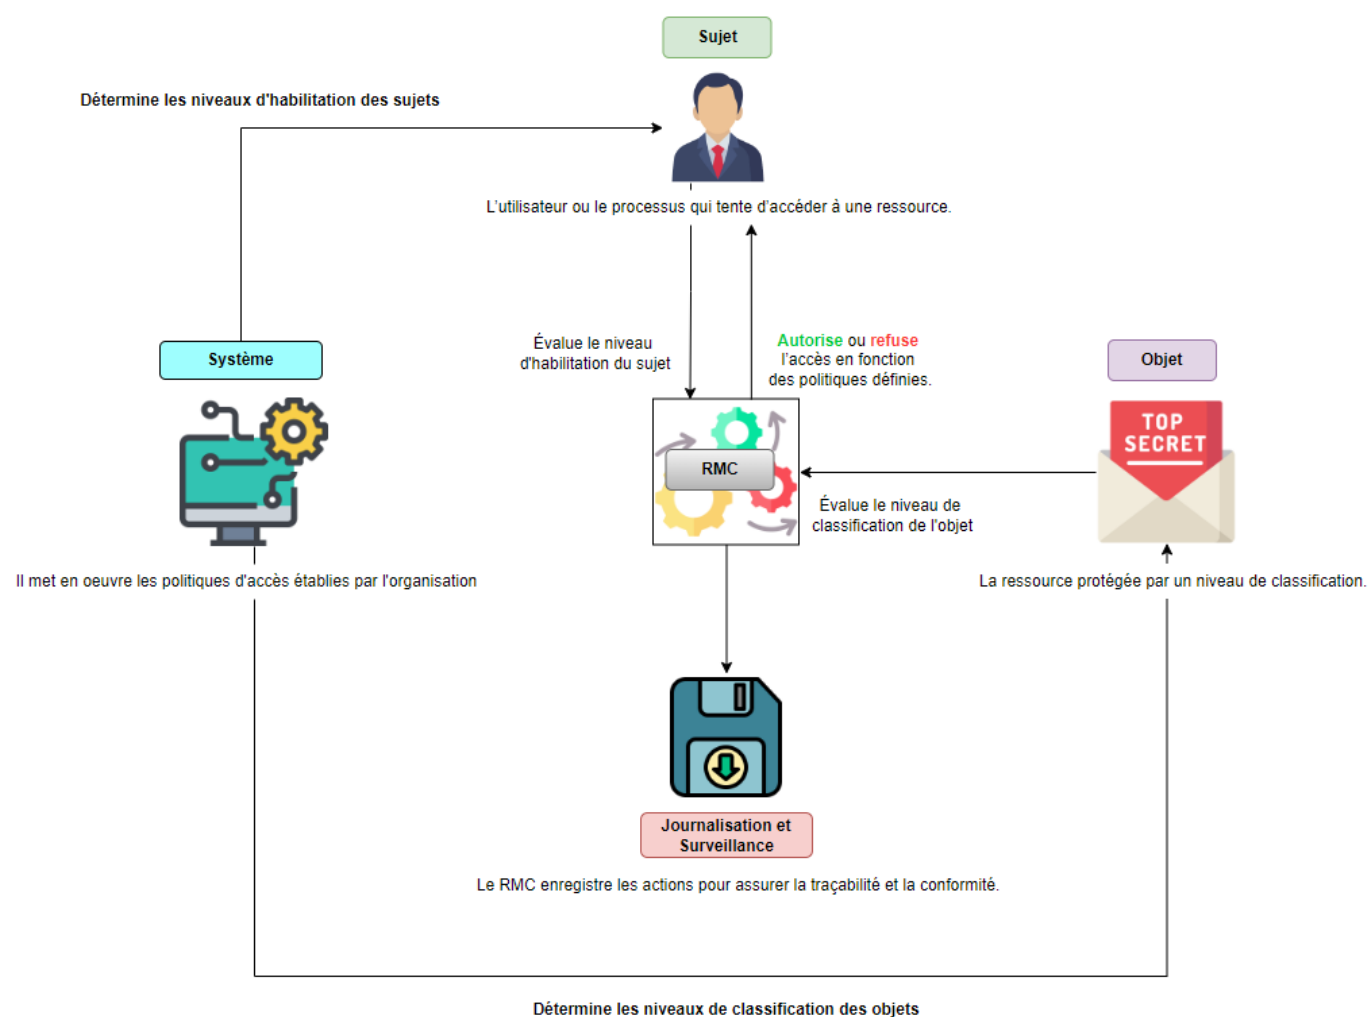 Sujet
Détermine les niveaux d'habilitation des sujets
L'utilisateur ou le processus qui tente d'accéder à une ressource.
Évalue le niveau
d'habilitation du sujet
Autorise ou refuse
l'accès en fonction
des politiques définies.
Système
Objet
TOP
SECRET
RMC
Évalue le niveau de
classification de l'objet
Il met en oeuvre les politiques d'accès établies par l'organisation
La ressource protégée par un niveau de classification.
Journalisation et
Surveillance
Le RMC enregistre les actions pour assurer la traçabilité et la conformité.
Détermine les niveaux de classification des objets